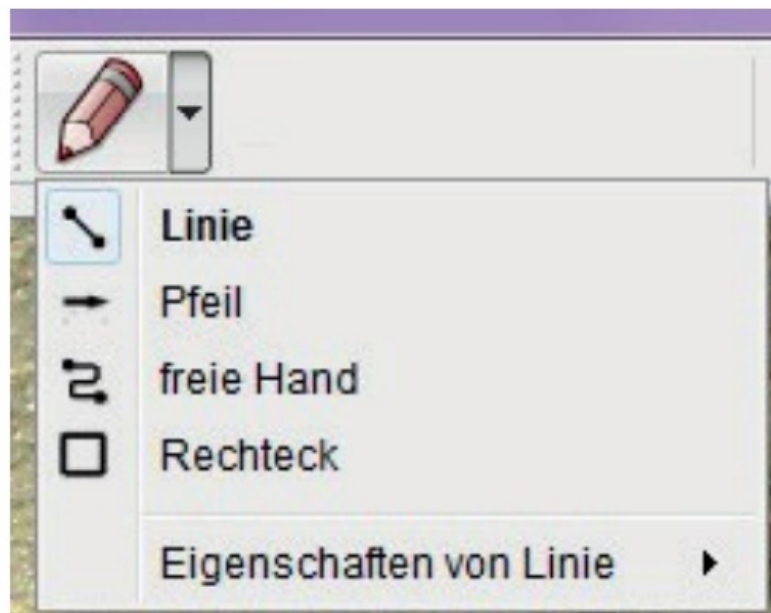 Linie
Pfeil
freie Hand
Rechteck
Eigenschaften von Linie